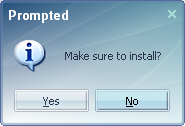 Prompted
Make sure to install?
Yes
No